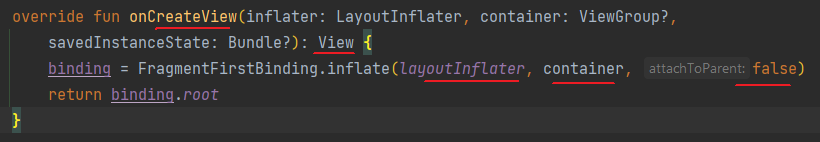 override fun onCreateView(inflater: LayoutInflater, container: ViewGroup?,
savedInstanceState: Bundle?): View {
binding = FragmentFirstBinding.inflate(layoutInflater, container, attachToParent: false)
return binding.root
}